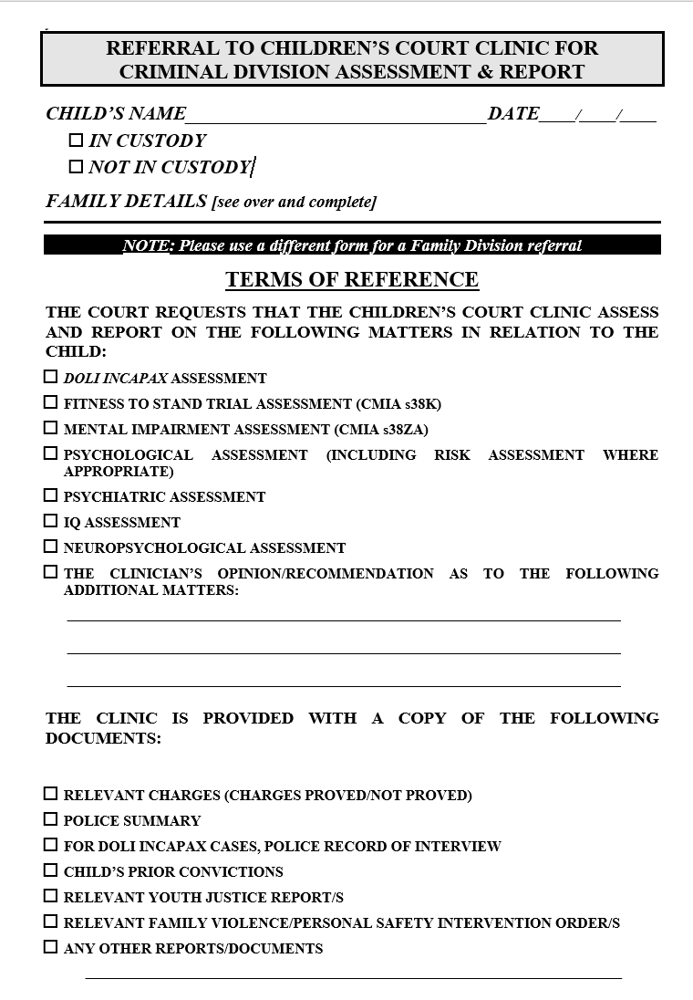 REFERRAL TO CHILDREN'S COURT CLINIC FOR
CRIMINAL DIVISION ASSESSMENT & REPORT
CHILD'S NAME_________________________________DATE____/____/____
☐ IN CUSTODY
☐ NOT IN CUSTODY
FAMILY DETAILS [see over and complete]
NOTE: Please use a different form for a Family Division referral
TERMS OF REFERENCE
THE COURT REQUESTS THAT THE CHILDREN'S COURT CLINIC ASSESS
AND REPORT ON THE FOLLOWING MATTERS IN RELATION TO THE
CHILD:
☐ DOLI INCAPAX ASSESSMENT
☐ FITNESS TO STAND TRIAL ASSESSMENT (CMIA s38K)
☐ MENTAL IMPAIRMENT ASSESSMENT (CMIA s38ZA)
☐ PSYCHOLOGICAL ASSESSMENT (INCLUDING RISK ASSESSMENT WHERE
APPROPRIATE)
☐ PSYCHIATRIC ASSESSMENT
☐ IQ ASSESSMENT
☐ NEUROPSYCHOLOGICAL ASSESSMENT
☐ THE CLINICIAN'S OPINION/RECOMMENDATION AS TO THE FOLLOWING
ADDITIONAL MATTERS:
THE CLINIC IS PROVIDED WITH A COPY OF THE FOLLOWING
DOCUMENTS:
☐ RELEVANT CHARGES (CHARGES PROVED/NOT PROVED)
☐ POLICE SUMMARY
☐ FOR DOLI INCAPAX CASES, POLICE RECORD OF INTERVIEW
☐ CHILD'S PRIOR CONVICTIONS
☐ RELEVANT YOUTH JUSTICE REPORT/S
☐ RELEVANT FAMILY VIOLENCE/PERSONAL SAFETY INTERVENTION ORDER/S
☐ ANY OTHER REPORTS/DOCUMENTS